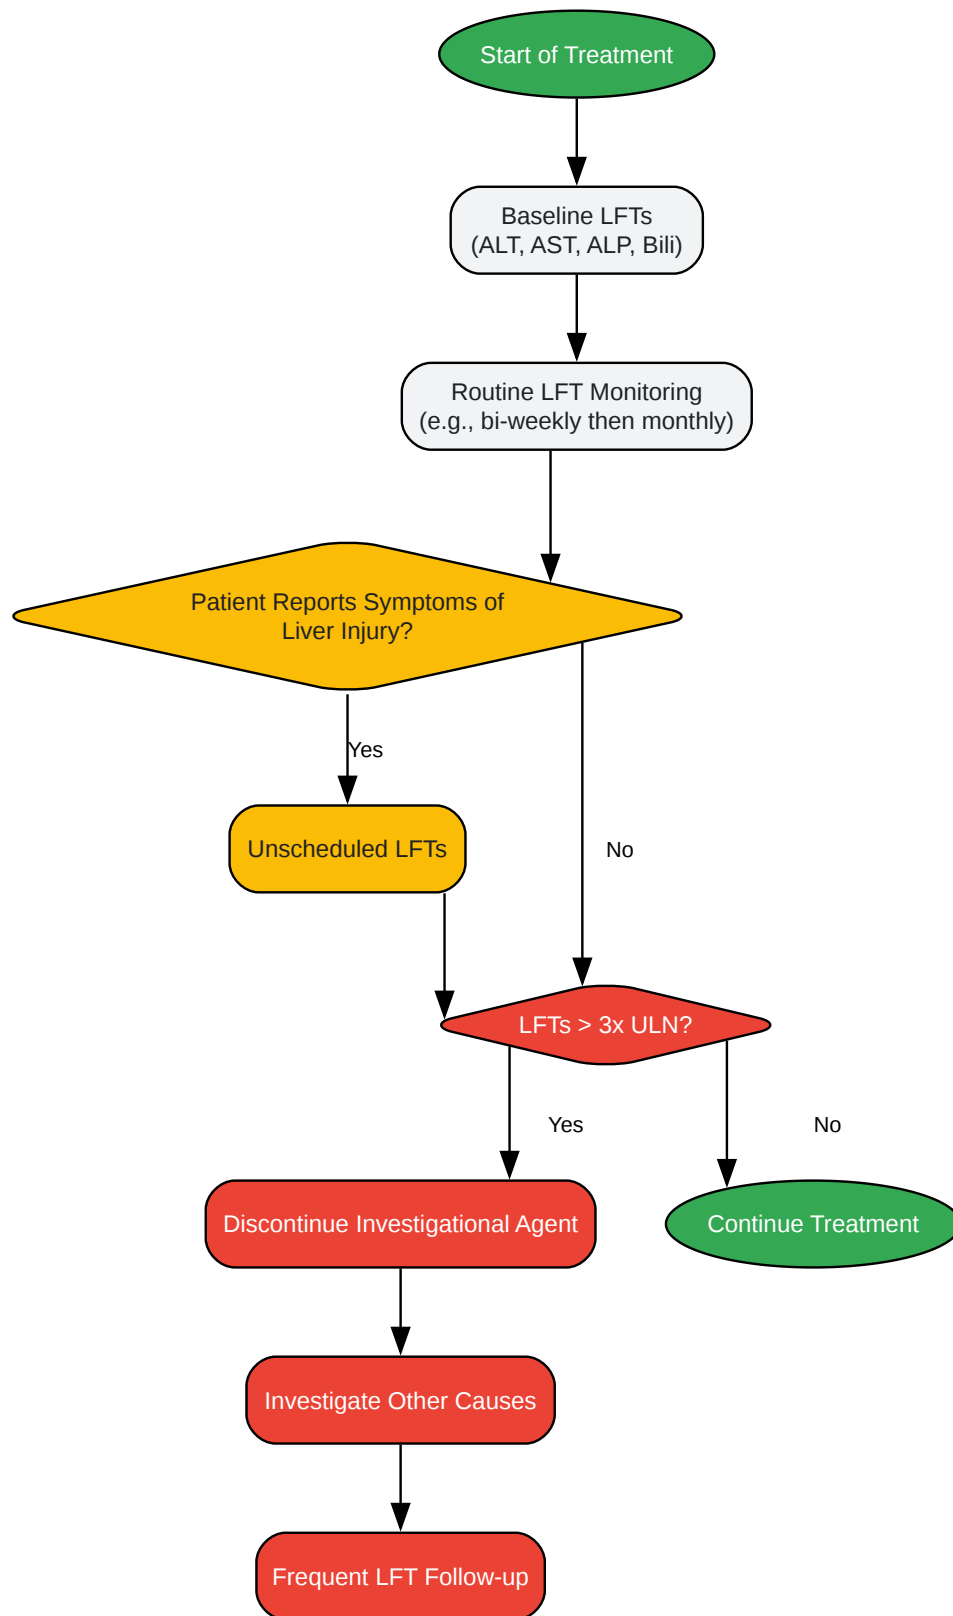 Start of Treatment
Baseline LFTs
(ALT, AST, ALP, Bili)
Routine LFT Monitoring
(e.g., bi-weekly then monthly)
Patient Reports Symptoms of
Liver Injury?
Yes
Unscheduled LFTs
No
LFTs > 3x ULN?
Yes
No
Discontinue Investigational Agent
Continue Treatment
Investigate Other Causes
Frequent LFT Follow-up